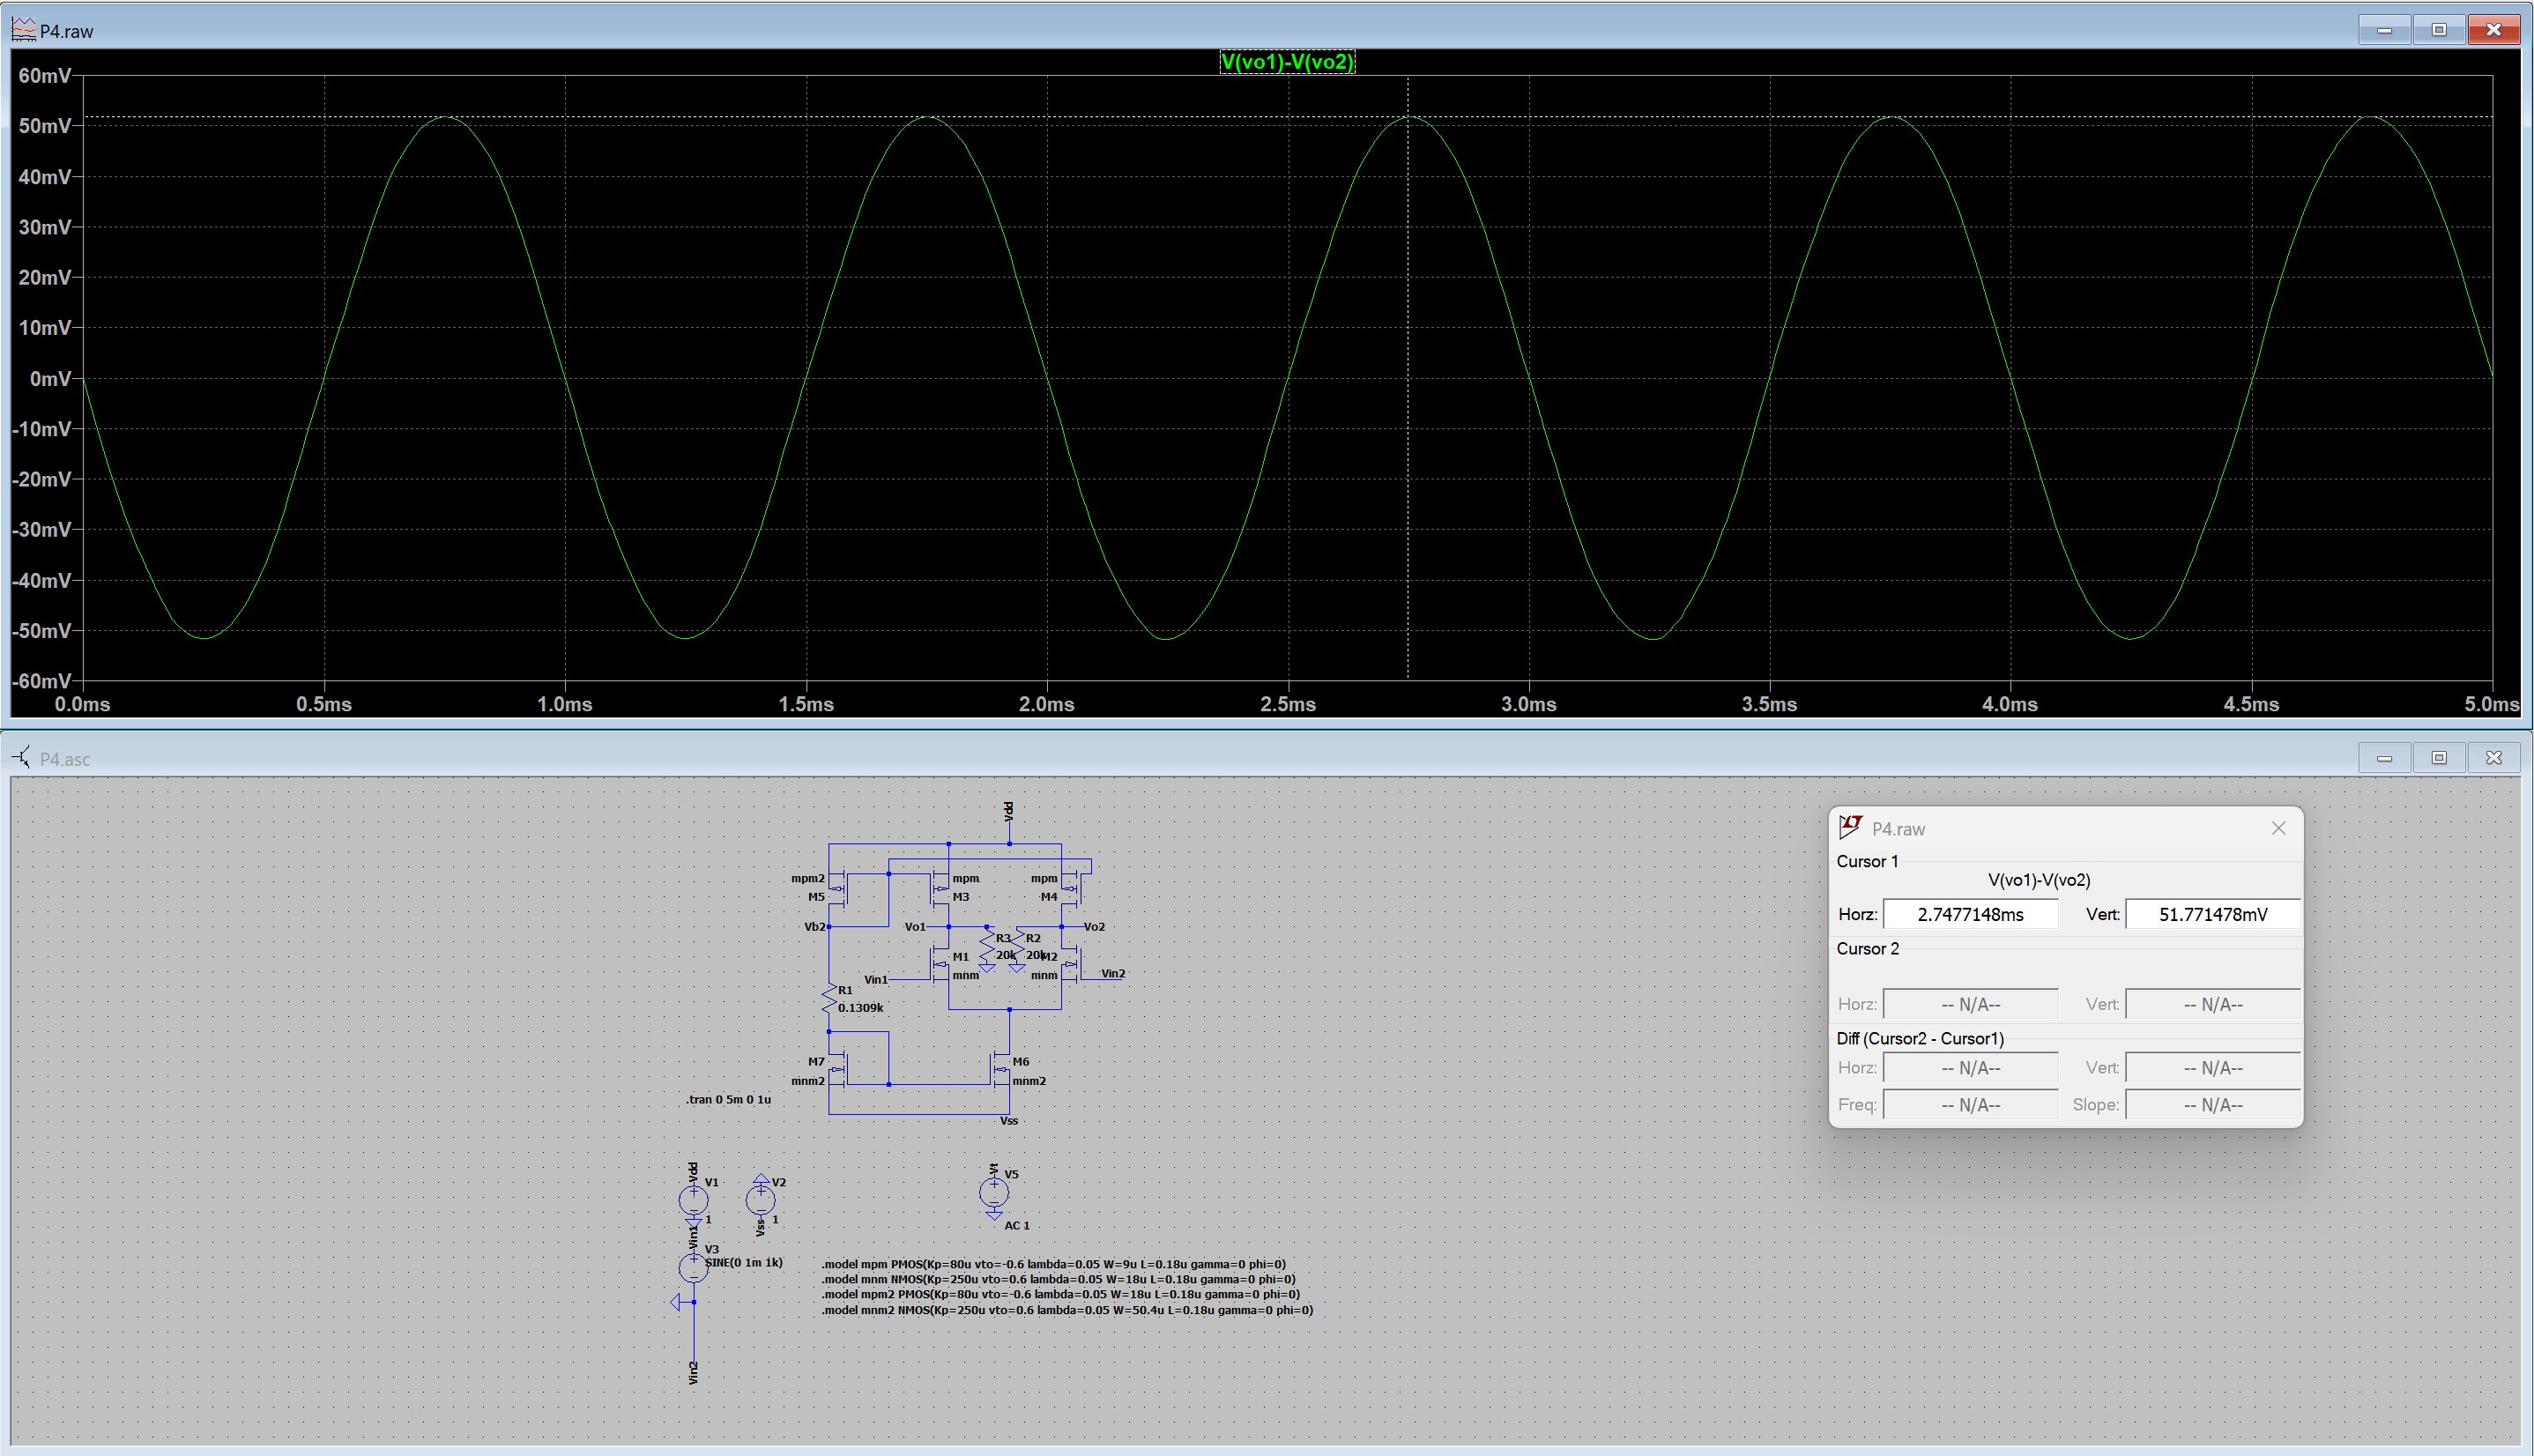 P4.raw
V(vo1)-V(vo2)
60mV
50mV
40mV
30mV
20mV
10mV
0mV
-10mV
-20mV
-30mV
-40mV
-50mV
-60mV
0.0ms 0.5ms 1.0ms 1.5ms 2.0ms 2.5ms 3.0ms 3.5ms 4.0ms 4.5ms 5.0ms
P4.asc
Vdd
mpm2
M5
mpm
M3
mpm
M4
Vb2
Vo1
R3
20k
R2
20k
Vo2
M1
mnm
M2
mnm
Vin1
Vin2
R1
0.1309k
M7
mnm2
M6
mnm2
Vss
.tran 0 5m 0 1u
Vdd
V1
1
V2
1
Vss
Vt
V5
AC 1
Vin1
V3
SINE(0 1m 1k)
Vin2
.model mpm PMOS(Kp=80u vto=-0.6 lambda=0.05 W=9u L=0.18u gamma=0 phi=0)
.model mnm NMOS(Kp=250u vto=0.6 lambda=0.05 W=18u L=0.18u gamma=0 phi=0)
.model mpm2 PMOS(Kp=80u vto=-0.6 lambda=0.05 W=18u L=0.18u gamma=0 phi=0)
.model mnm2 NMOS(Kp=250u vto=0.6 lambda=0.05 W=50.4u L=0.18u gamma=0 phi=0)
P4.raw
Cursor 1
V(vo1)-V(vo2)
Horz: 2.7477148ms Vert: 51.771478mV
Cursor 2
Horz: -- N/A-- Vert: -- N/A--
Diff (Cursor2 - Cursor1)
Horz: -- N/A-- Vert: -- N/A--
Freq: -- N/A-- Slope: -- N/A--